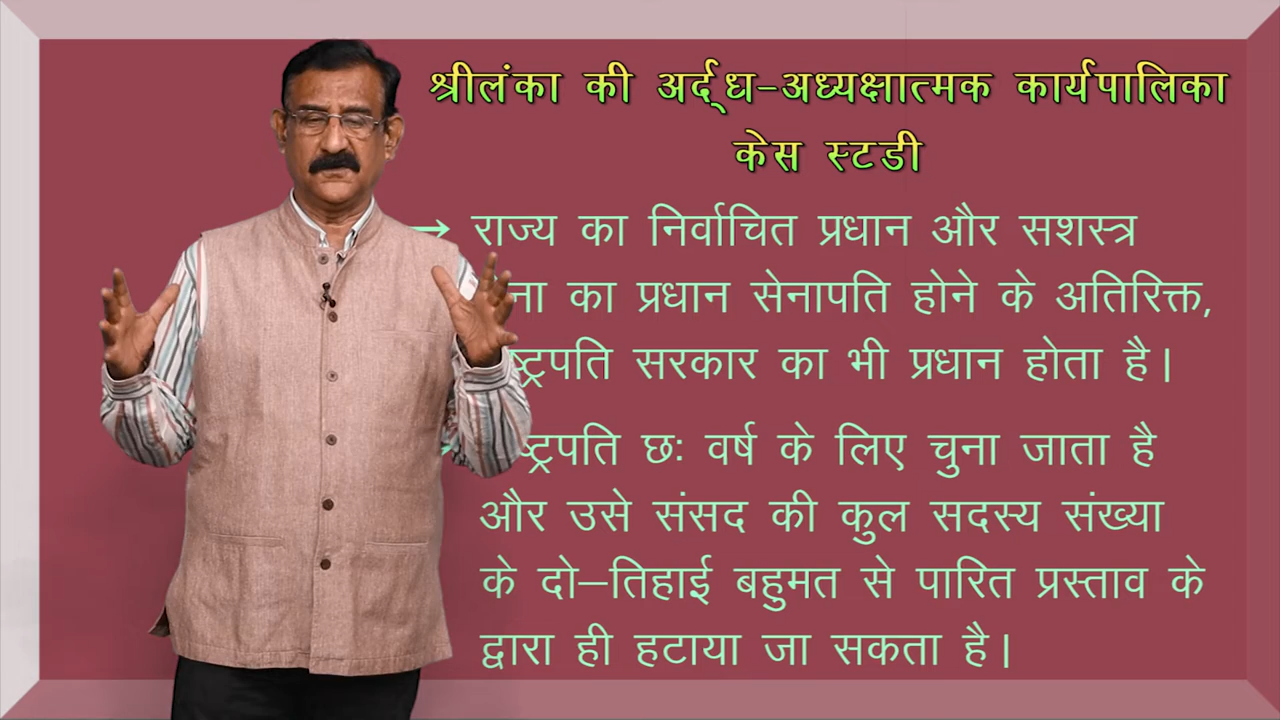 श्रीलंका की अर्द्ध-अध्यक्षात्मक कार्यपालिका
केस स्टडी
→ राज्य का निर्वाचित प्रधान और सशस्त्र
का प्रधान सेनापति होने के अतिरिक्त,
सरकार का भी प्रधान होता है।
छः वर्ष के लिए चुना जाता है
और उसे संसद की कुल सदस्य संख्या
के दो–तिहाई बहुमत से पारित प्रस्ताव के
द्वारा ही हटाया जा सकता है।